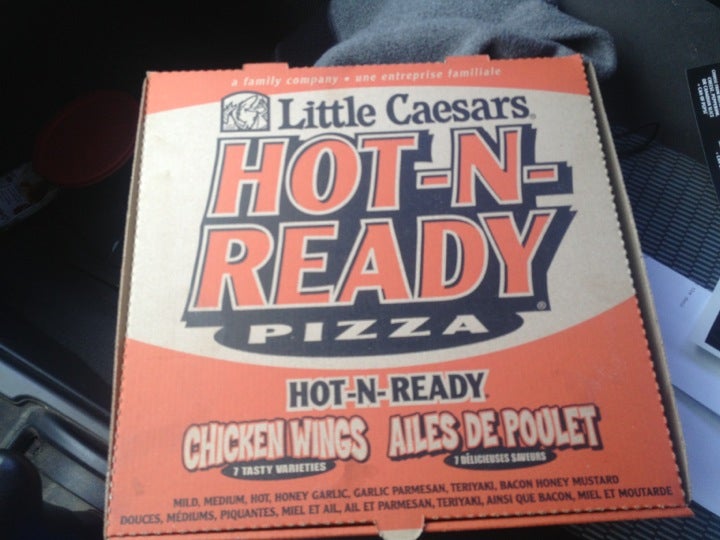 a family company • une entreprise familiale
Little Caesars®
HOT-N-
READY®
PIZZA
HOT-N-READY
CHICKEN WINGS AILES DE POULET
7 TASTY VARIETIES 7 DÉLICIEUSES SAVEURS
MILD, MEDIUM, HOT, HONEY GARLIC, GARLIC PARMESAN, TERIYAKI, BACON HONEY MUSTARD
DOUCES, MÉDIUMS, PIQUANTES, MIEL ET AIL, AIL ET PARMESAN, TERIYAKI, AINSI QUE BACON, MIEL ET MOUTARDE